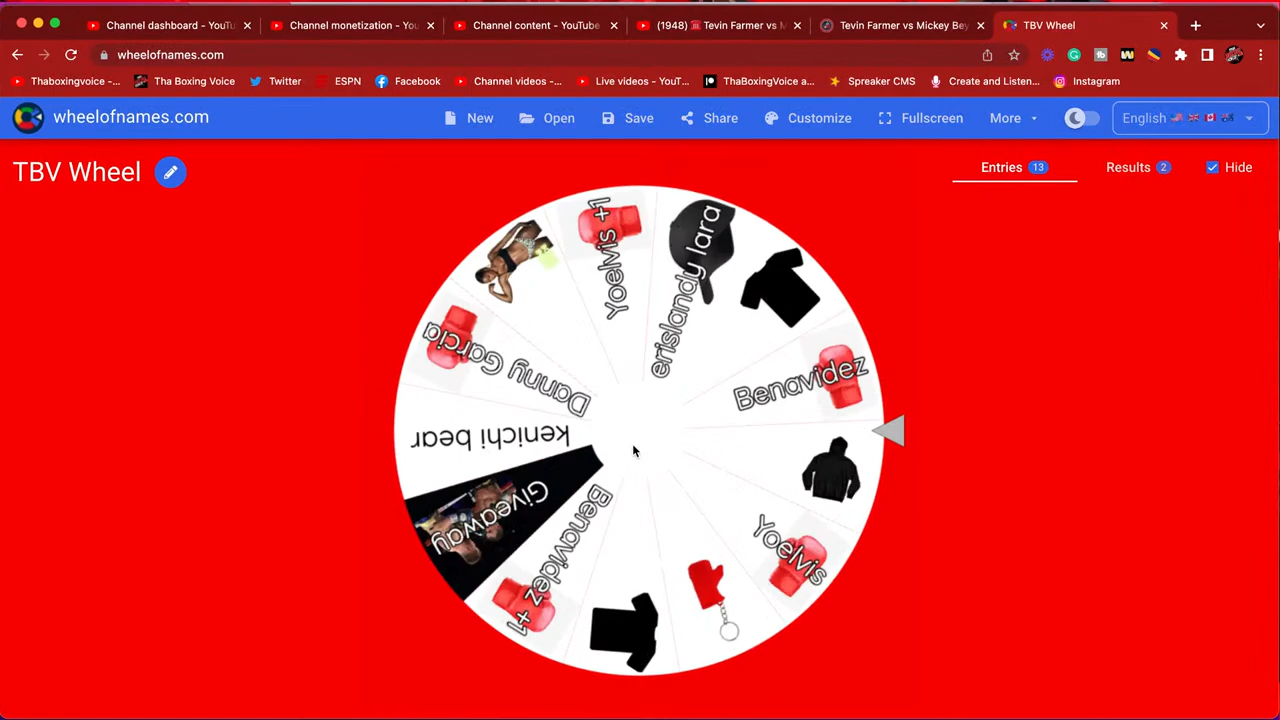 Channel dashboard - YouTu
Channel monetization - You
Channel content - YouTube
(1948) Tevin Farmer vs M
Tevin Farmer vs Mickey Bey
TBV Wheel
wheelofnames.com
Thaboxingvoice -...
Tha Boxing Voice
Twitter
ESPN
Facebook
Channel videos -...
Live videos - YouT...
ThaBoxingVoice a...
Spreaker CMS
Create and Listen...
Instagram
wheelofnames.com
New
Open
Save
Share
Customize
Fullscreen
More
English
TBV Wheel
Entries 13
Results 2
Hide
Yoelvis +1
erislandy lara
Benavidez
Yoelvis
Benavidez +1
Giveaway
kenichi bear
Danny Garcia